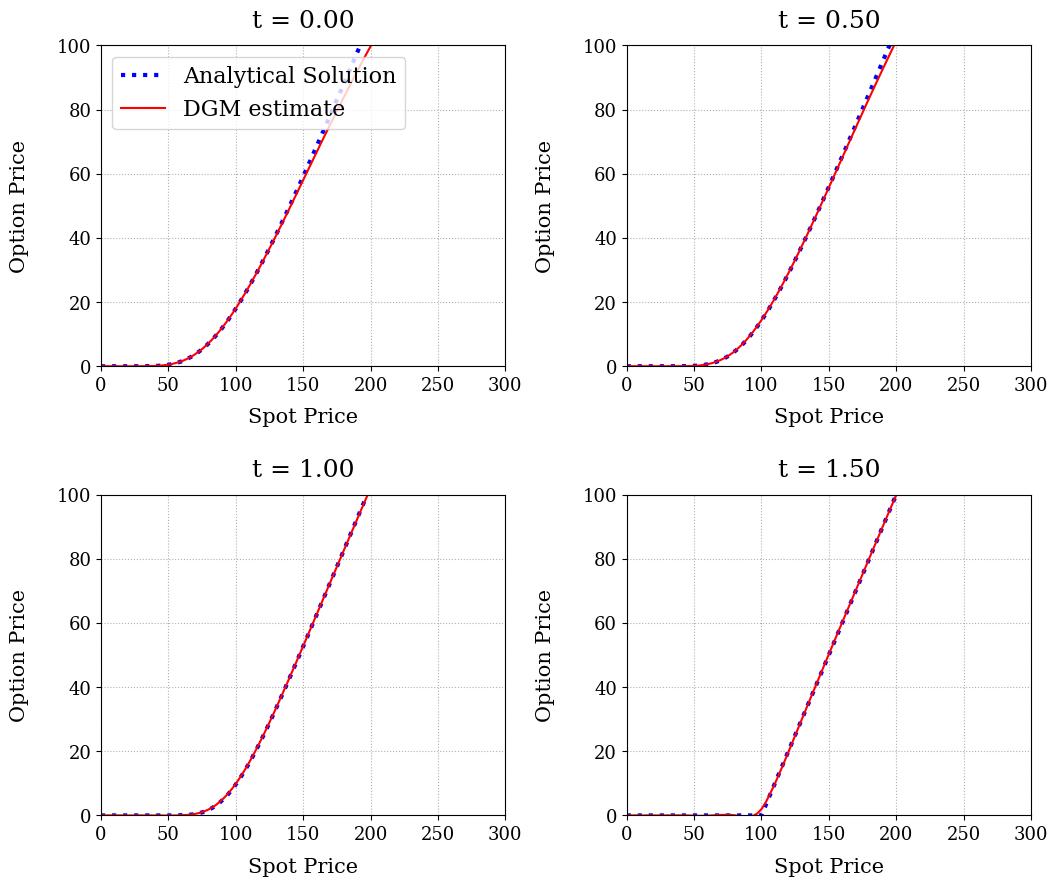 t = 0.00
100
80
60
40
20
0
Option Price
Analytical Solution
DGM estimate
0 50 100 150 200 250 300
Spot Price
t = 0.50
100
80
60
40
20
0
Option Price
0 50 100 150 200 250 300
Spot Price
t = 1.00
100
80
60
40
20
0
Option Price
0 50 100 150 200 250 300
Spot Price
t = 1.50
100
80
60
40
20
0
Option Price
0 50 100 150 200 250 300
Spot Price